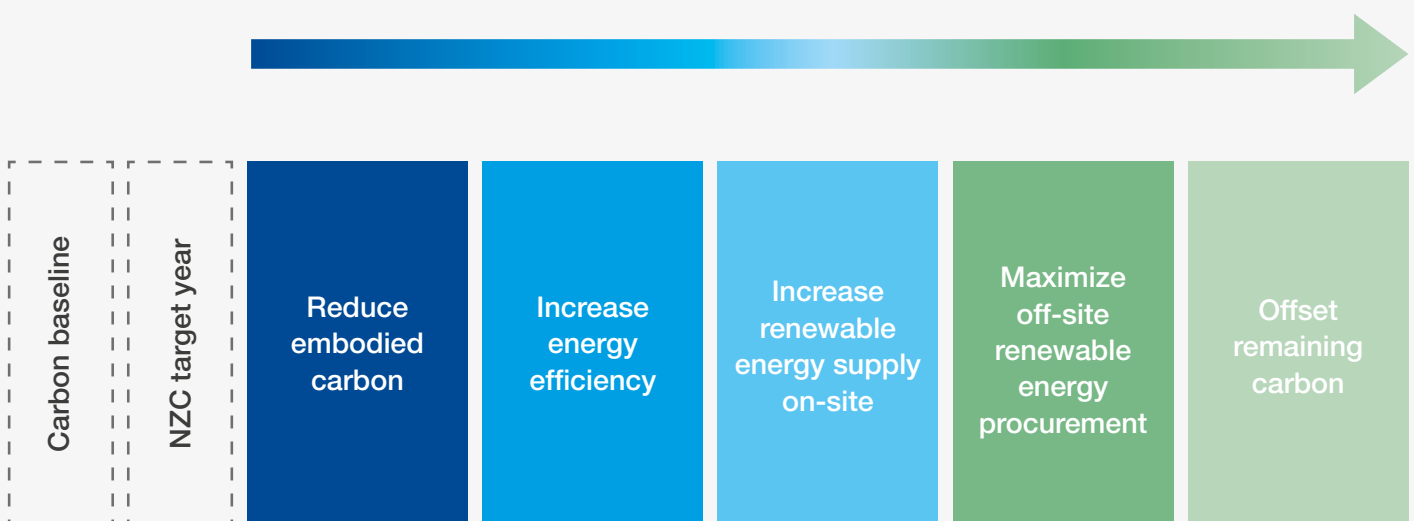 Carbon baseline
NZC target year
Reduce
embodied
carbon
Increase
energy
efficiency
Increase
renewable
energy supply
on-site
Maximize
off-site
renewable
energy
procurement
Offset
remaining
carbon